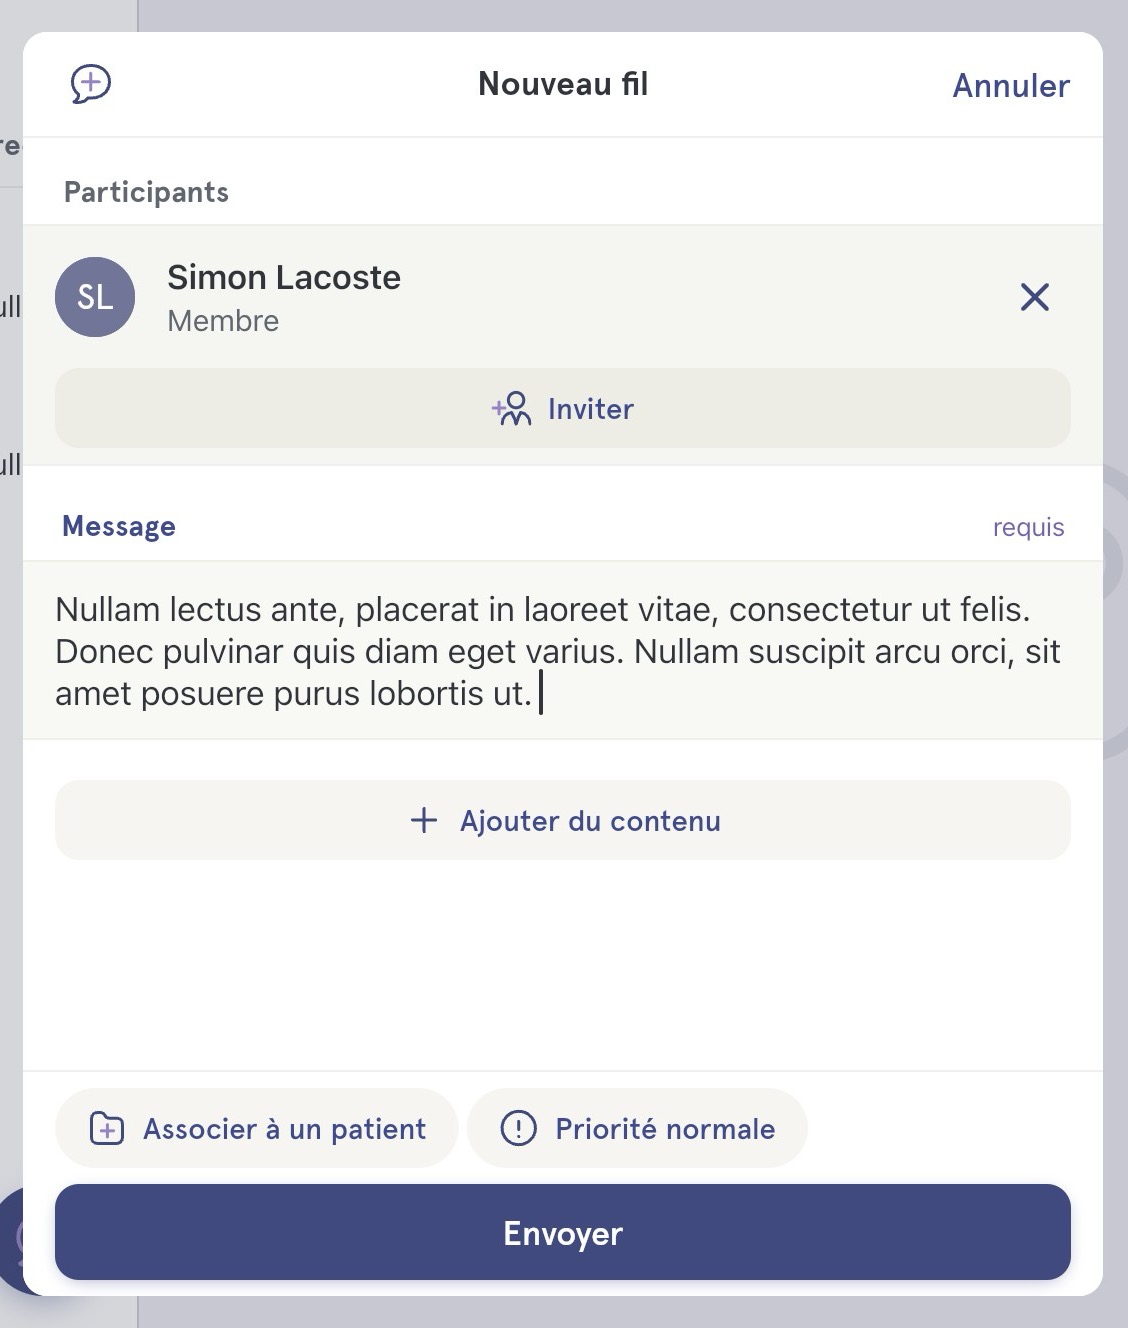 Nouveau fil
Annuler
Participants
SL
Simon Lacoste
Membre
Inviter
Message
requis
Nullam lectus ante, placerat in laoreet vitae, consectetur ut felis.
Donec pulvinar quis diam eget varius. Nullam suscipit arcu orci, sit
amet posuere purus lobortis ut.
Ajouter du contenu
Associer à un patient
Priorité normale
Envoyer